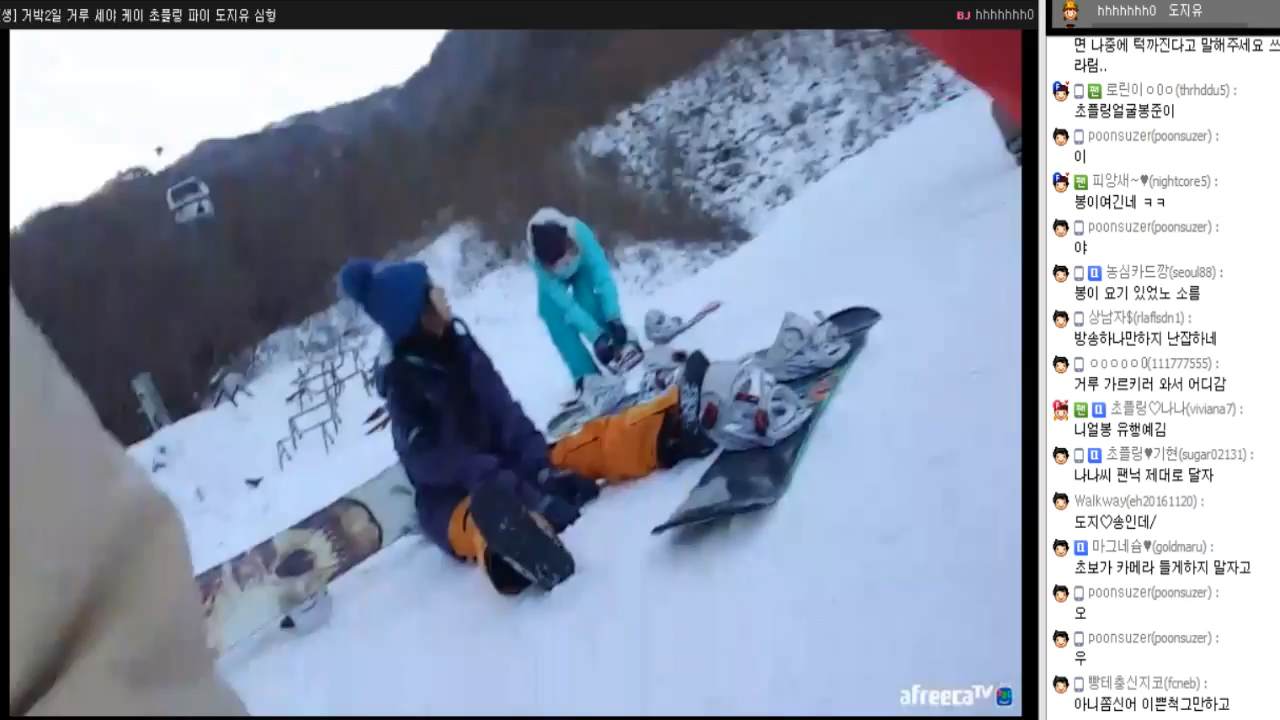 생] 거박2일 거루 세야 케이 초플링 파이 도지유 심형
BJ hhhhhhh0
hhhhhhh0 도지유
면 나중에 턱까진다고 말해주세요 쓰
라림..
로린이ㅇ0ㅇ(thrhddu5) :
초플링얼굴봉준이
poonsuzer(poonsuzer) :
이
피앙새~♥(nightcore5) :
봉이여긴네 ㅋㅋ
poonsuzer(poonsuzer) :
야
농심카드깡(seoul88) :
봉이 요기 있었노 소름
상남자$(rlaflsdn1) :
방송하나만하지 난잡하네
ㅇㅇㅇㅇ0(111777555) :
거루 가르키러 와서 어디감
초플링♡나나(viviana7) :
니얼봉 유행예김
초플링♥기현(sugar02131) :
나나씨 팬닉 제대로 달자
Walkway(eh20161120) :
도지♡송인데/
마그네슘♥(goldmaru) :
초보가 카메라 들게하지 말자고
poonsuzer(poonsuzer) :
오
poonsuzer(poonsuzer) :
우
빵테충신지코(fcneb) :
아니쫌신어 이쁜척그만하고
afreecaTV